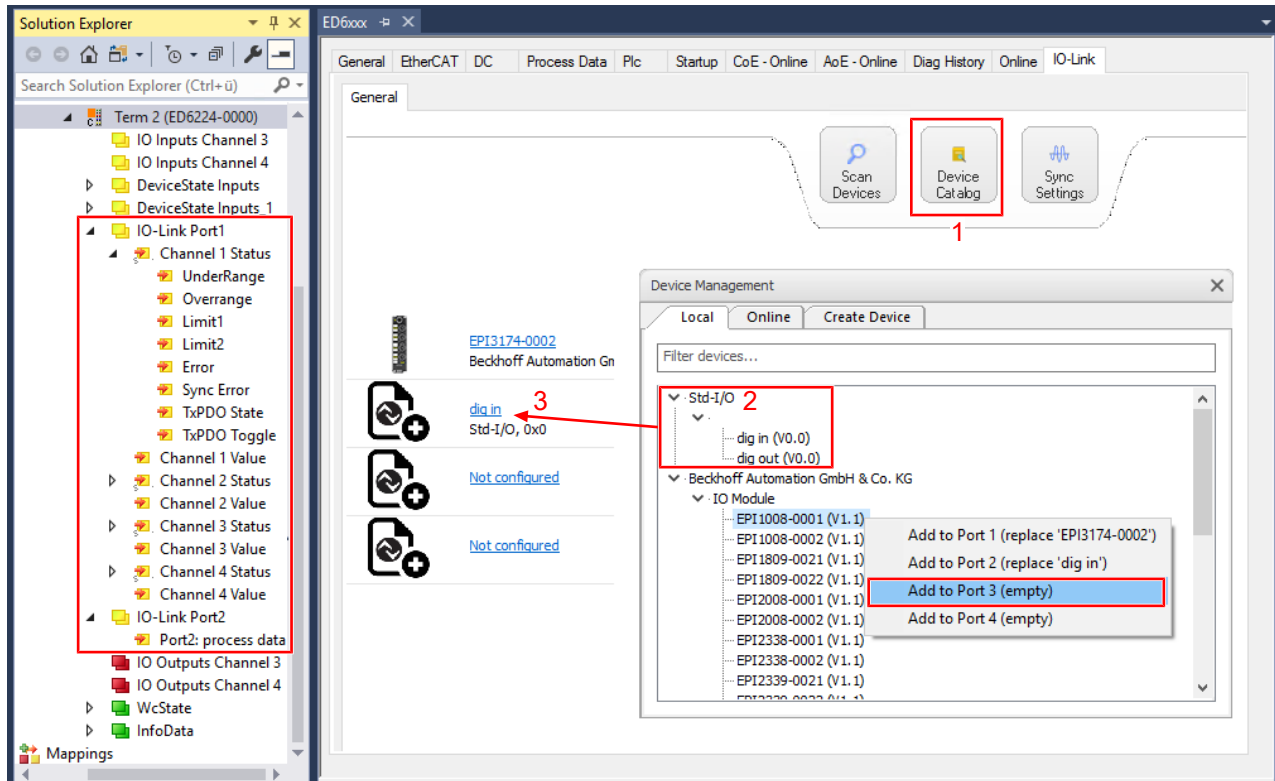 Solution Explorer
Search Solution Explorer (Ctrl+ü)
Term 2 (ED6224-0000)
IO Inputs Channel 3
IO Inputs Channel 4
DeviceState Inputs
DeviceState Inputs_1
IO-Link Port1
Channel 1 Status
UnderRange
Overrange
Limit1
Limit2
Error
Sync Error
TxPDO State
TxPDO Toggle
Channel 1 Value
Channel 2 Status
Channel 2 Value
Channel 3 Status
Channel 3 Value
Channel 4 Status
Channel 4 Value
IO-Link Port2
Port2: process data
IO Outputs Channel 3
IO Outputs Channel 4
WcState
InfoData
Mappings
ED6xxx
General EtherCAT DC Process Data Plc Startup CoE - Online AoE - Online Diag History Online IO-Link
General
Scan
Devices
Device
Catalog
Sync
Settings
1
EPI3174-0002
Beckhoff Automation Gm
dig in
Std-I/O, 0x0
Not configured
Not configured
3
Device Management
Local Online Create Device
Filter devices...
Std-I/O 2
dig in (V0.0)
dig out (V0.0)
Beckhoff Automation GmbH & Co. KG
IO Module
EPI1008-0001 (V1.1)
EPI1008-0002 (V1.1)
EPI1809-0021 (V1.1)
EPI1809-0022 (V1.1)
EPI2008-0001 (V1.1)
EPI2008-0002 (V1.1)
EPI2338-0001 (V1.1)
EPI2338-0002 (V1.1)
EPI2339-0021 (V1.1)
Add to Port 1 (replace 'EPI3174-0002')
Add to Port 2 (replace 'dig in')
Add to Port 3 (empty)
Add to Port 4 (empty)